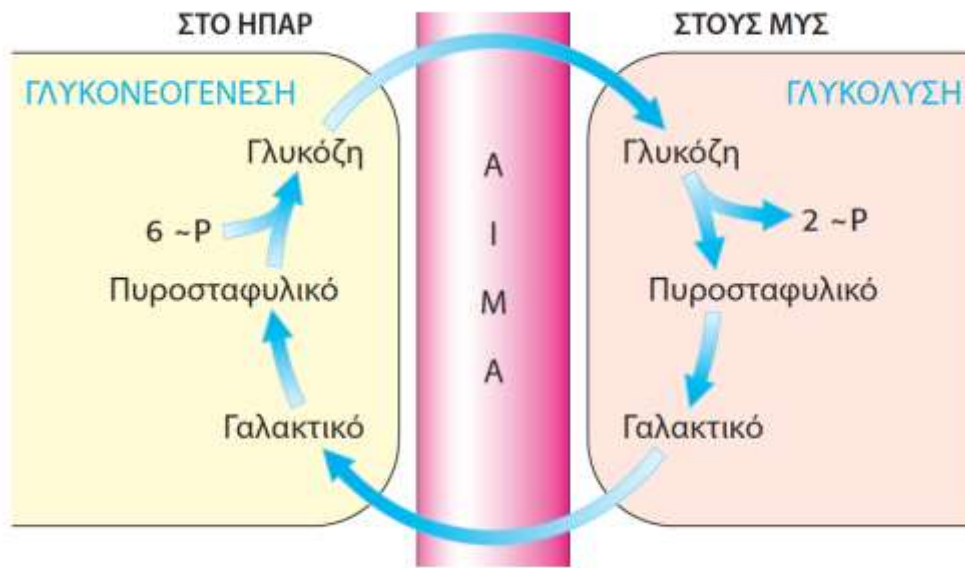 ΣΤΟ ΗΠΑΡ
ΓΛΥΚΟΝΕΟΓΕΝΕΣΗ
Γλυκόζη
6 ~P
Πυροσταφυλικό
Γαλακτικό
Α
Ι
Μ
Α
ΣΤΟΥΣ ΜΥΣ
ΓΛΥΚΟΛΥΣΗ
Γλυκόζη
2 ~P
Πυροσταφυλικό
Γαλακτικό